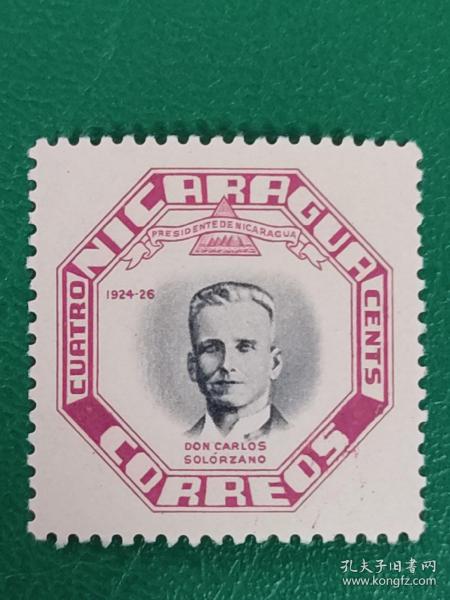 NICARAGUA
PRESIDENTE DE NICARAGUA
1924-26
CUATRO
CENTS
DON CARLOS
SOLÓRZANO
CORREOS
孔夫子旧书网
www.kongfz.com